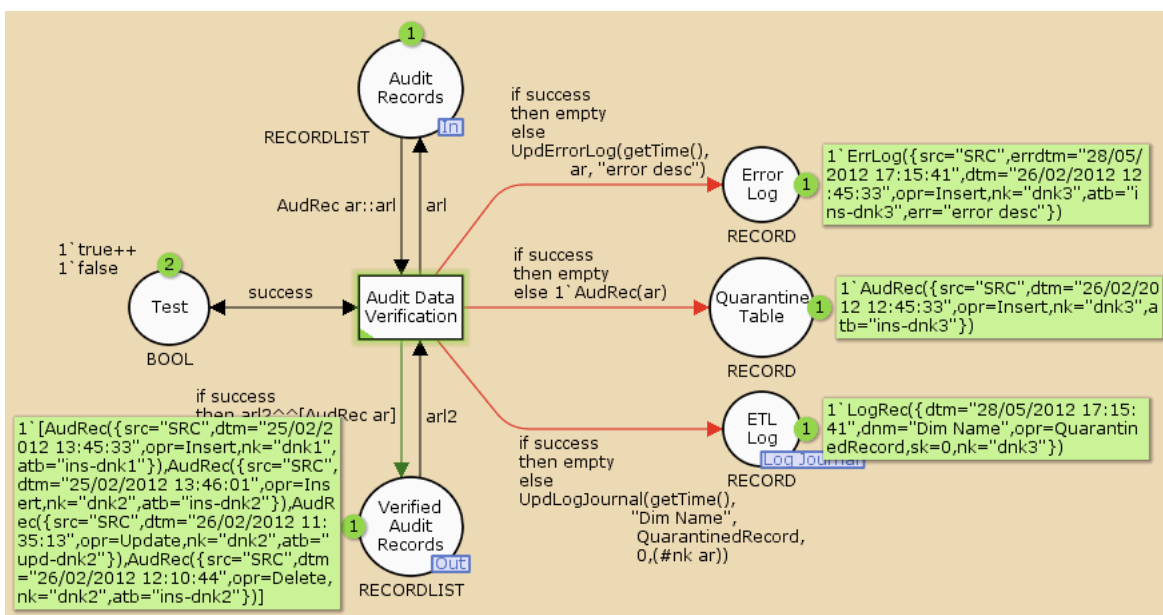 1
Audit
Records
In
RECORDLIST
AudRec ar::arl
arl
if success
then empty
else
UpdErrorLog(getTime(),
ar, "error desc")
Error
Log
1
RECORD
1`ErrLog({src="SRC",errdtm="28/05/
2012 17:15:41",dtm="26/02/2012 12
:45:33",opr=Insert,nk="dnk3",atb="i
ns-dnk3",err="error desc"})
1`true++
1`false
2
Test
BOOL
success
Audit Data
Verification
if success
then empty
else 1`AudRec(ar)
Quarantine
Table
1
RECORD
1`AudRec({src="SRC",dtm="26/02/20
12 12:45:33",opr=Insert,nk="dnk3",a
tb="ins-dnk3"})
if success
then arl2^^[AudRec ar]
arl2
1`[AudRec({src="SRC",dtm="25/02/2
012 13:45:33",opr=Insert,nk="dnk1",
atb="ins-dnk1"}),AudRec({src="SRC",
dtm="25/02/2012 13:46:01",opr=Ins
ert,nk="dnk2",atb="ins-dnk2"}),AudR
ec({src="SRC",dtm="26/02/2012 11:
35:13",opr=Update,nk="dnk2",atb="
upd-dnk2"}),AudRec({src="SRC",dtm
="26/02/2012 12:10:44",opr=Delete,
nk="dnk2",atb="ins-dnk2"})]
1
Verified
Audit
Records
Out
RECORDLIST
if success
then empty
else
UpdLogJournal(getTime(),
"Dim Name",
QuarantinedRecord,
0,(#nk ar))
ETL
Log
1
Log Journal
RECORD
1`LogRec({dtm="28/05/2012 17:15:
41",dnm="Dim Name",opr=Quarantin
edRecord,sk=0,nk="dnk3"})